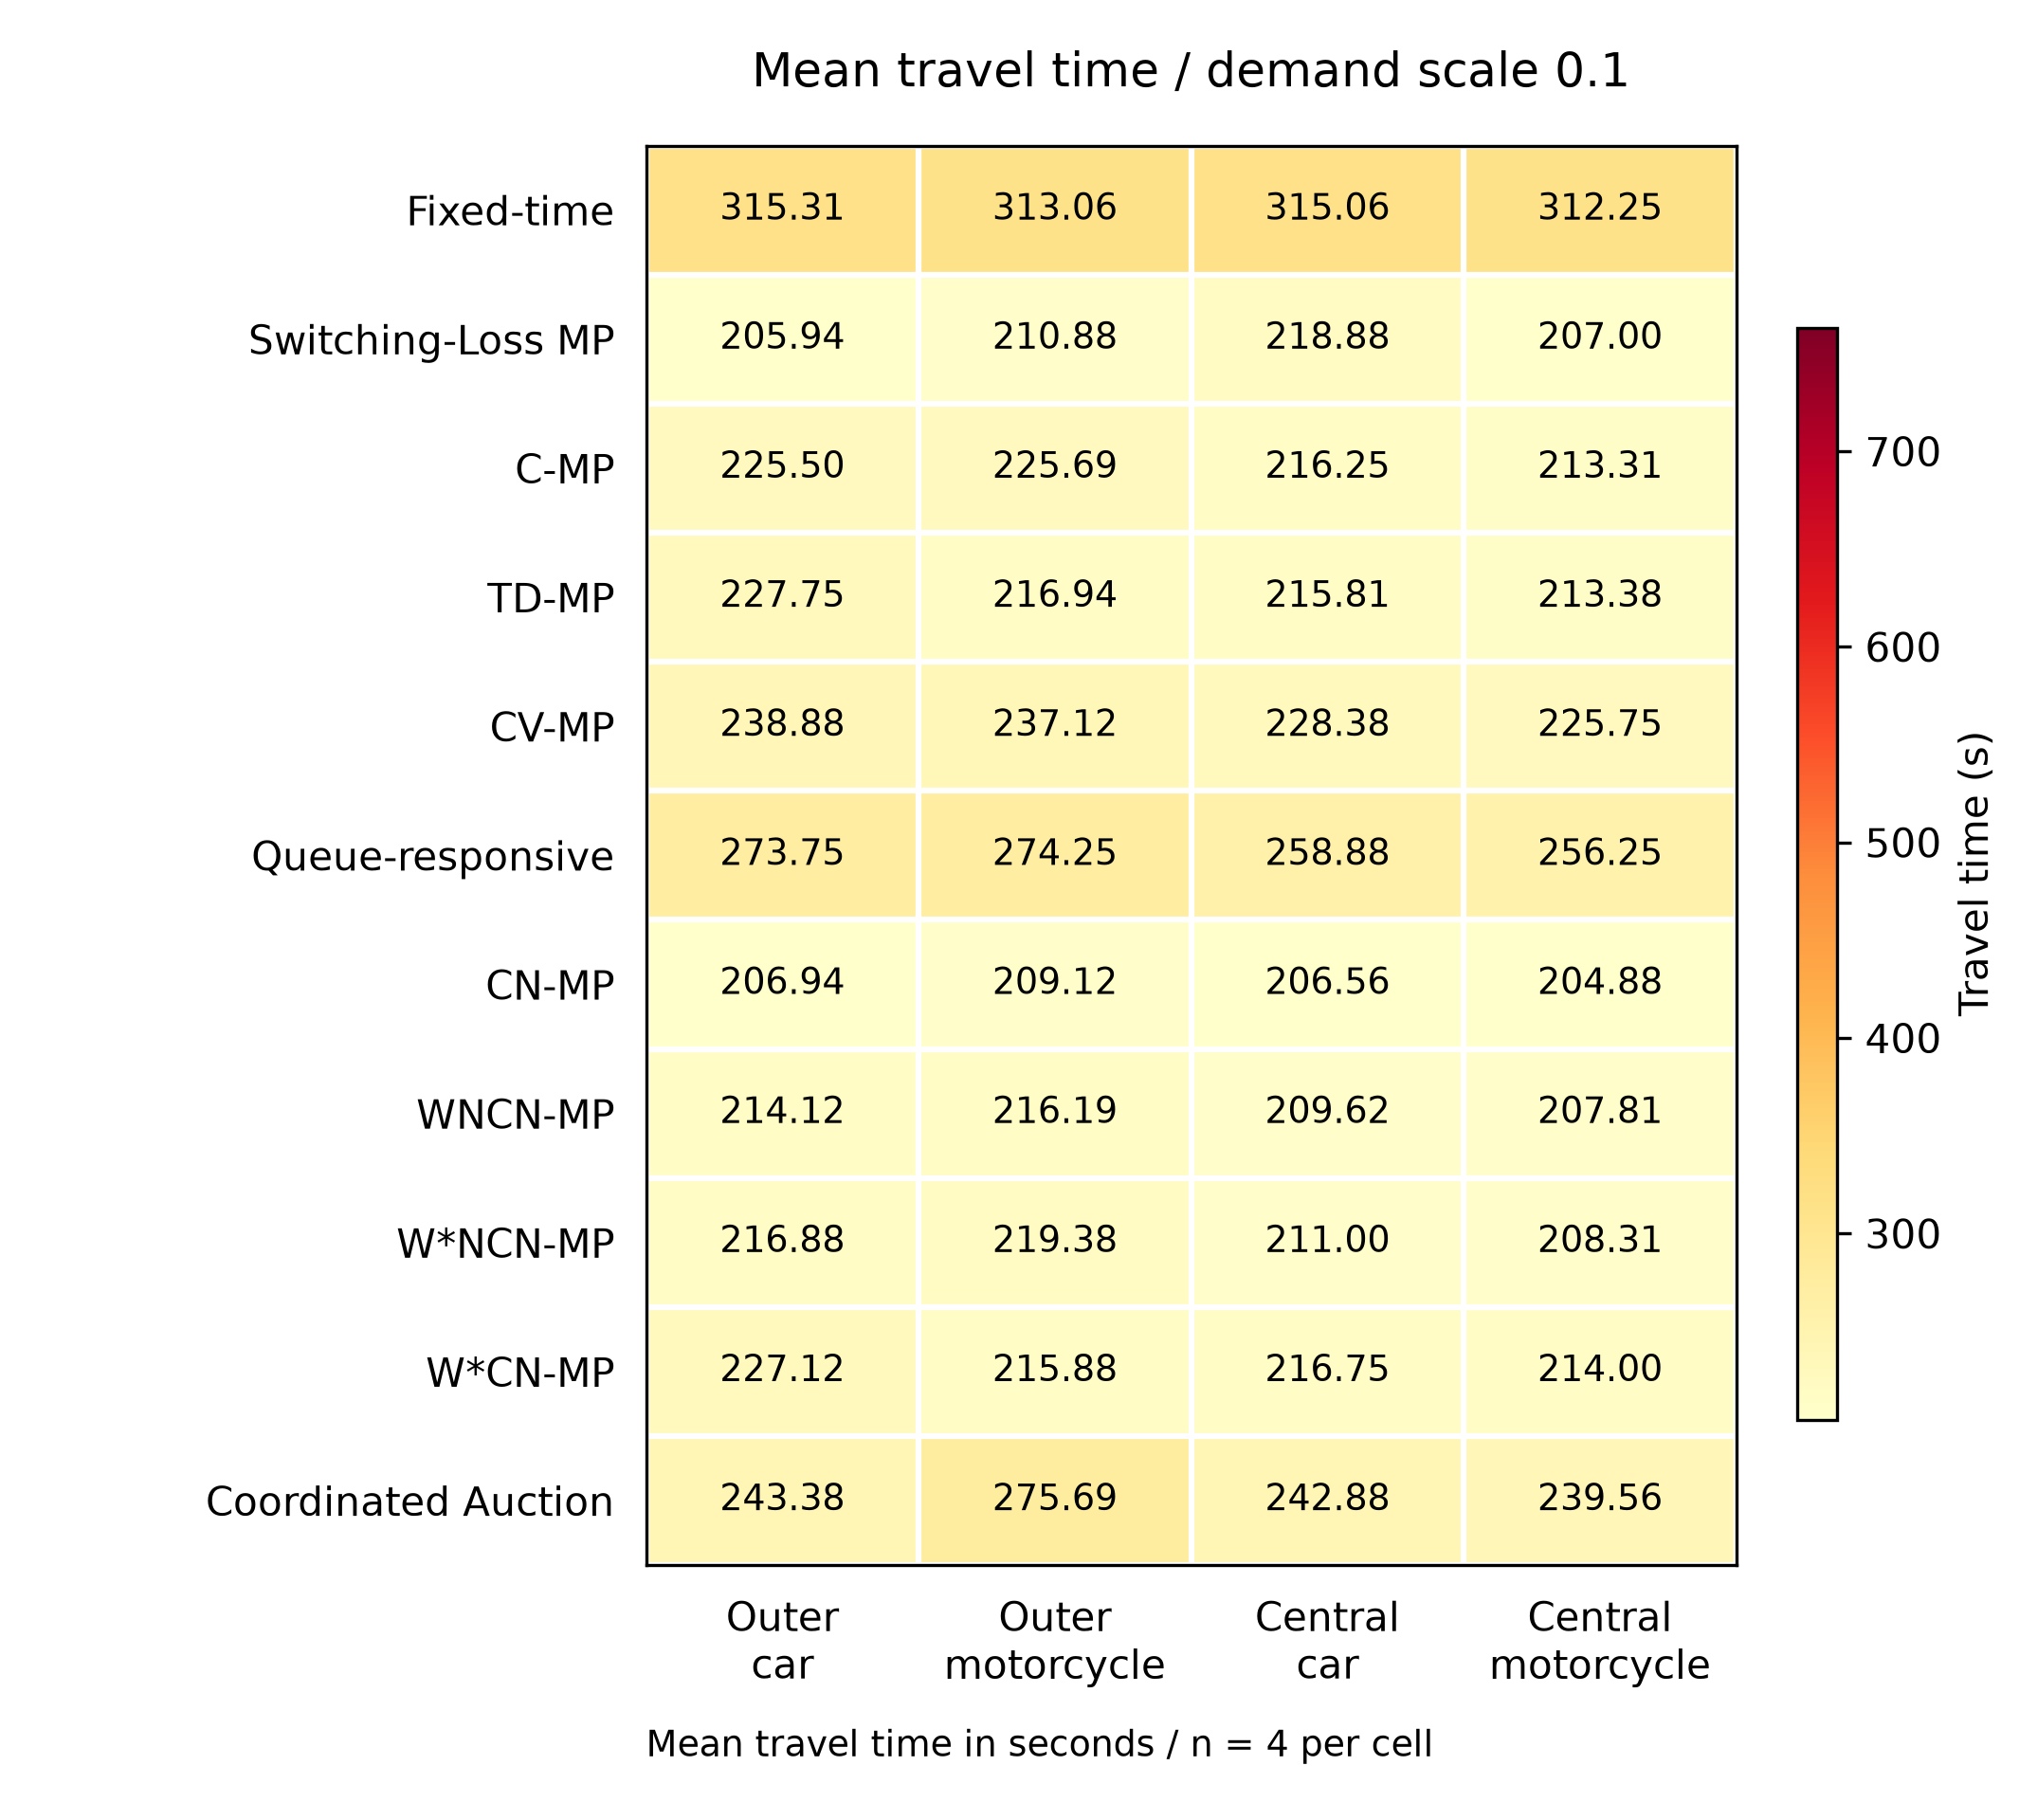 Mean travel time / demand scale 0.1
Fixed-time 315.31 313.06 315.06 312.25
Switching-Loss MP 205.94 210.88 218.88 207.00
C-MP 225.50 225.69 216.25 213.31
TD-MP 227.75 216.94 215.81 213.38
CV-MP 238.88 237.12 228.38 225.75
Queue-responsive 273.75 274.25 258.88 256.25
CN-MP 206.94 209.12 206.56 204.88
WNCN-MP 214.12 216.19 209.62 207.81
W*NCN-MP 216.88 219.38 211.00 208.31
W*CN-MP 227.12 215.88 216.75 214.00
Coordinated Auction 243.38 275.69 242.88 239.56
Outer Outer Central Central
car motorcycle car motorcycle
Mean travel time in seconds / n = 4 per cell
700
600
500
400
300
Travel time (s)